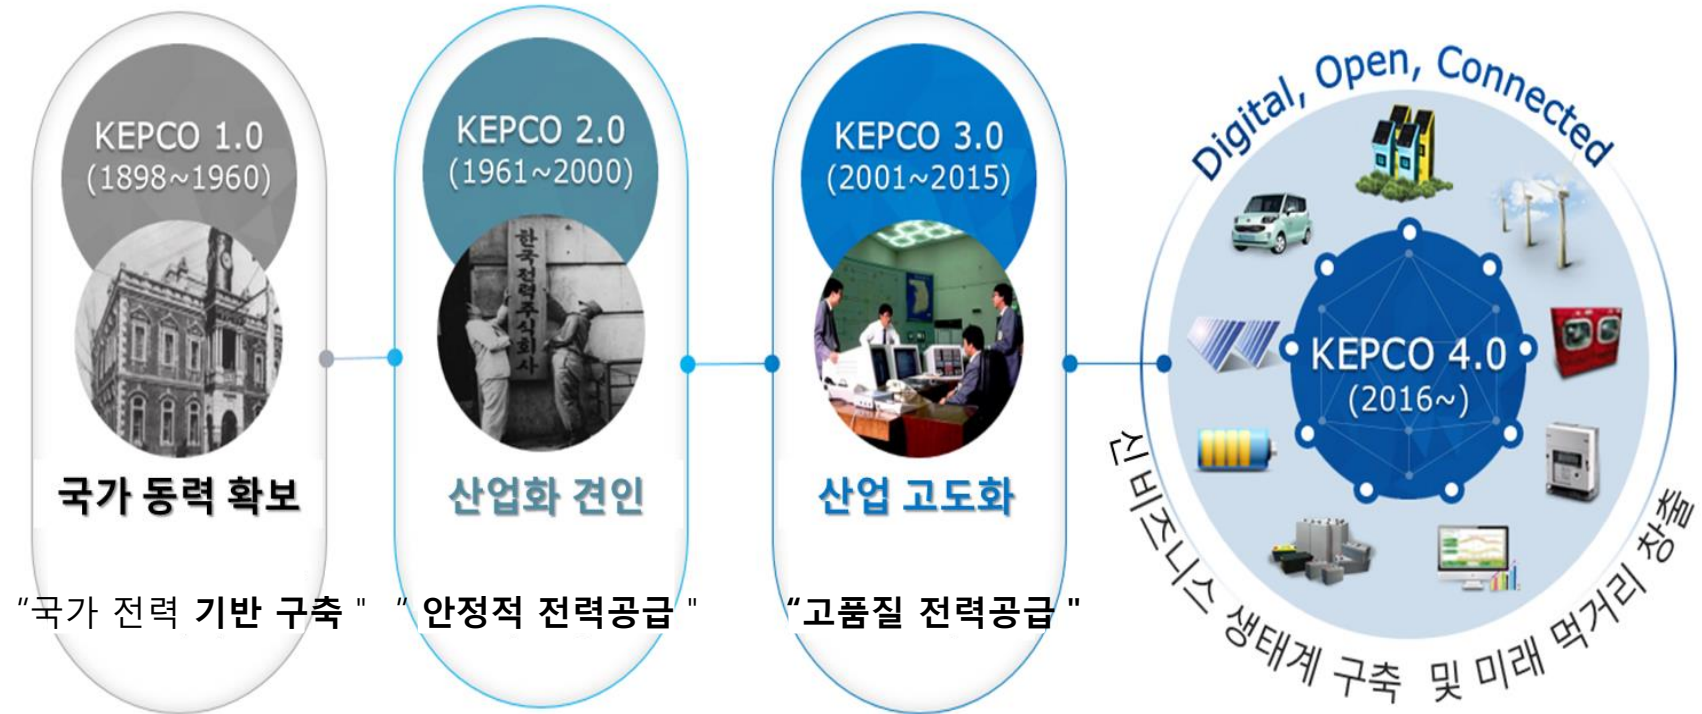 KEPCO 1.0
(1898~1960)
국가 동력 확보
“국가 전력 기반 구축 "
KEPCO 2.0
(1961~2000)
한국전력주식회사
산업화 견인
“ 안정적 전력공급 "
KEPCO 3.0
(2001~2015)
산업 고도화
“고품질 전력공급 "
Digital, Open, Connected
KEPCO 4.0
(2016~)
신비즈니스 생태계 구축 및 미래 먹거리 창출